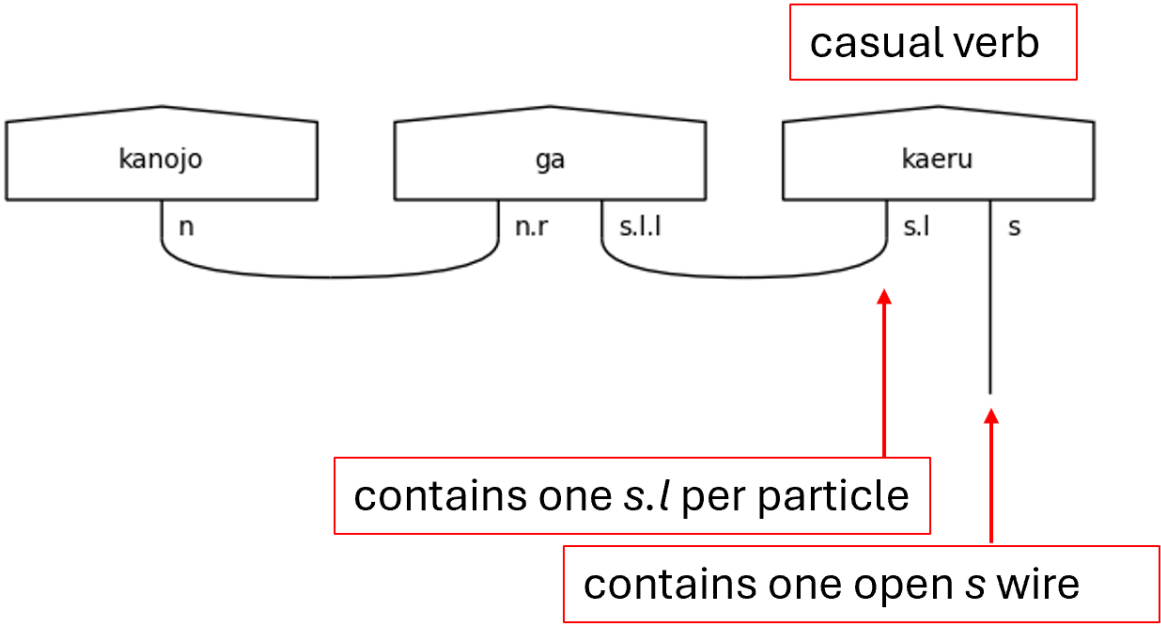 casual verb
kanojo
ga
kaeru
n
n.r
s.l.l
s.l
s
contains one s.l per particle
contains one open s wire